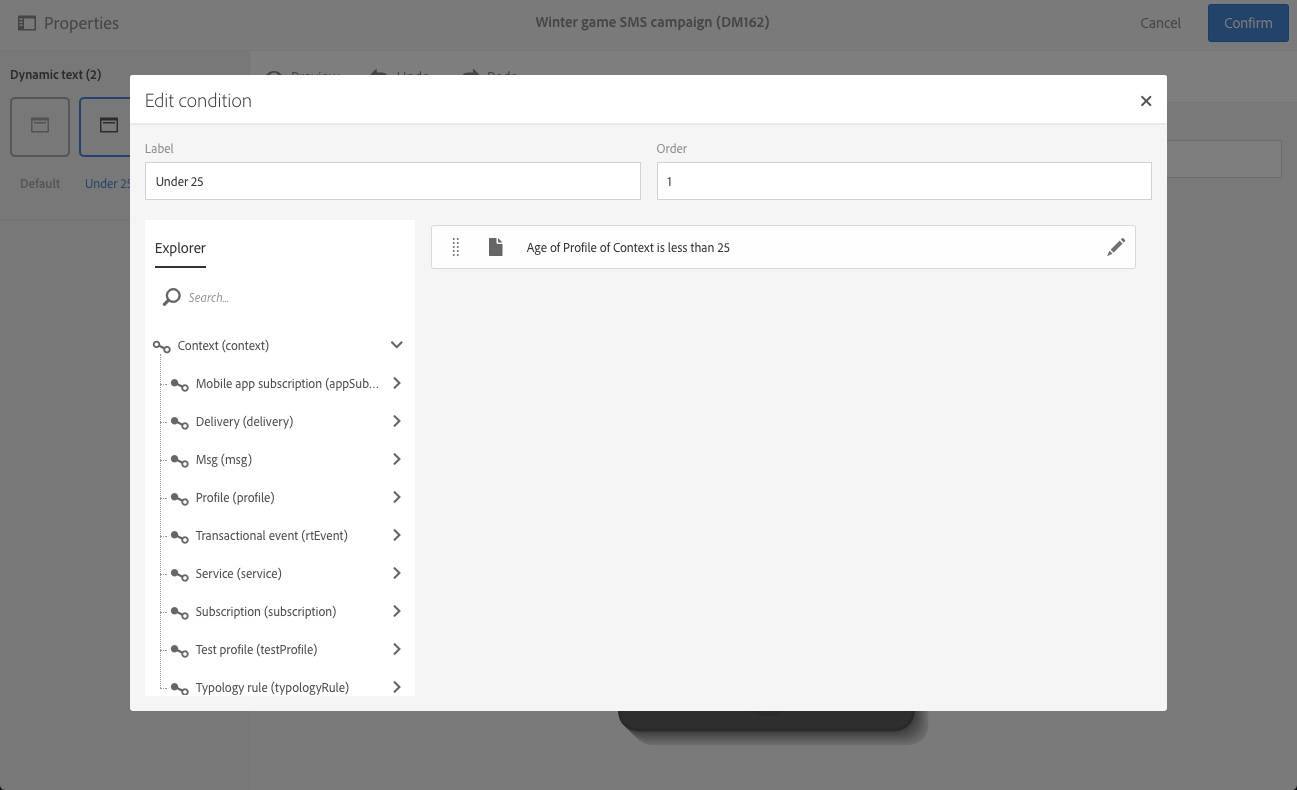 Properties
Winter game SMS campaign (DM162)
Cancel
Confirm
Dynamic text (2)
Preview
Undo
Redo
Default
Under 25
Edit condition
Label
Order
Under 25
1
Explorer
Age of Profile of Context is less than 25
Search...
Context (context)
Mobile app subscription (appSub...
Delivery (delivery)
Msg (msg)
Profile (profile)
Transactional event (rtEvent)
Service (service)
Subscription (subscription)
Test profile (testProfile)
Typology rule (typologyRule)